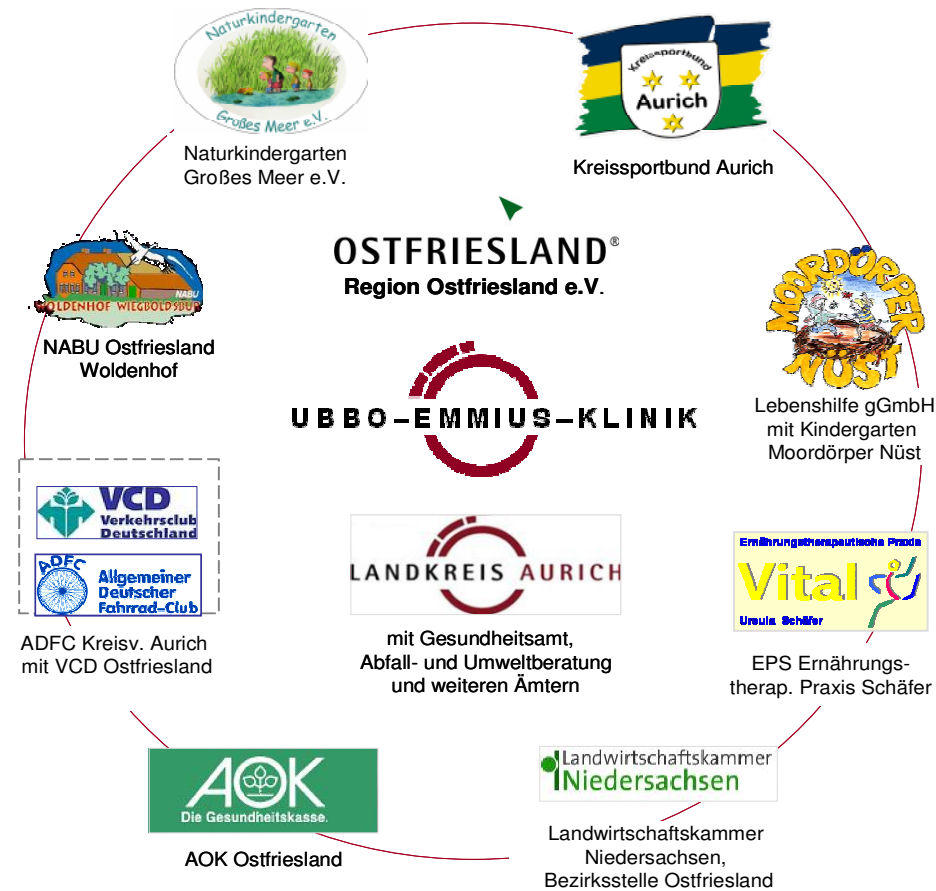 Naturkindergarten
Großes Meer e.V.
Naturkindergarten
Großes Meer e.V.
Kreissportbund
Aurich
Kreissportbund Aurich
OSTFRIESLAND®
Region Ostfriesland e.V.
NABU
WOLDENHOF WIEGBOLDSBUR
NABU Ostfriesland
Woldenhof
MOORDÖRPER
NÜST
Lebenshilfe gGmbH
mit Kindergarten
Moordörper Nüst
UBBO-EMMIUS-KLINIK
VCD
Verkehrsclub
Deutschland
ADFC
Allgemeiner
Deutscher
Fahrrad-Club
ADFC Kreisv. Aurich
mit VCD Ostfriesland
LANDKREIS AURICH
mit Gesundheitsamt,
Abfall- und Umweltberatung
und weiteren Ämtern
Ernährungstherapeutische Praxis
Vital
Ursula Schäfer
EPS Ernährungs-
therap. Praxis Schäfer
AOK
Die Gesundheitskasse.
AOK Ostfriesland
Landwirtschaftskammer
Niedersachsen
Landwirtschaftskammer
Niedersachsen,
Bezirksstelle Ostfriesland